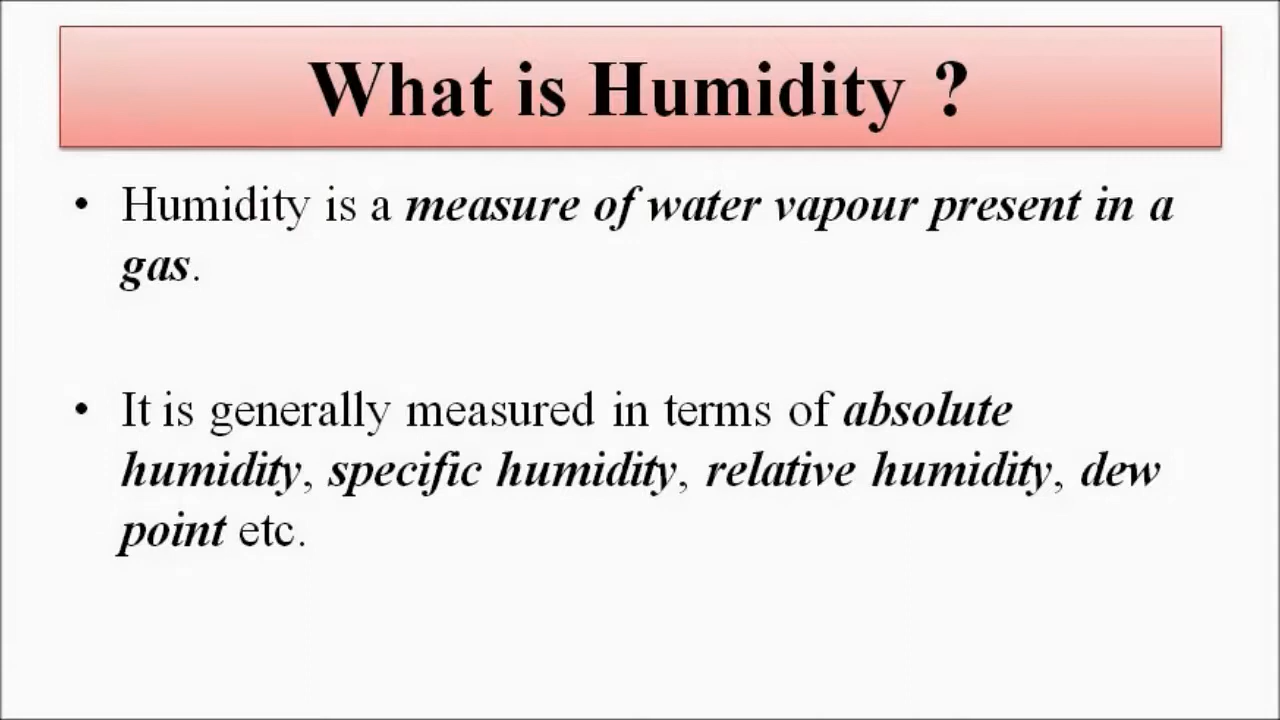 What is Humidity ?
• Humidity is a measure of water vapour present in a
gas.
• It is generally measured in terms of absolute
humidity, specific humidity, relative humidity, dew
point etc.